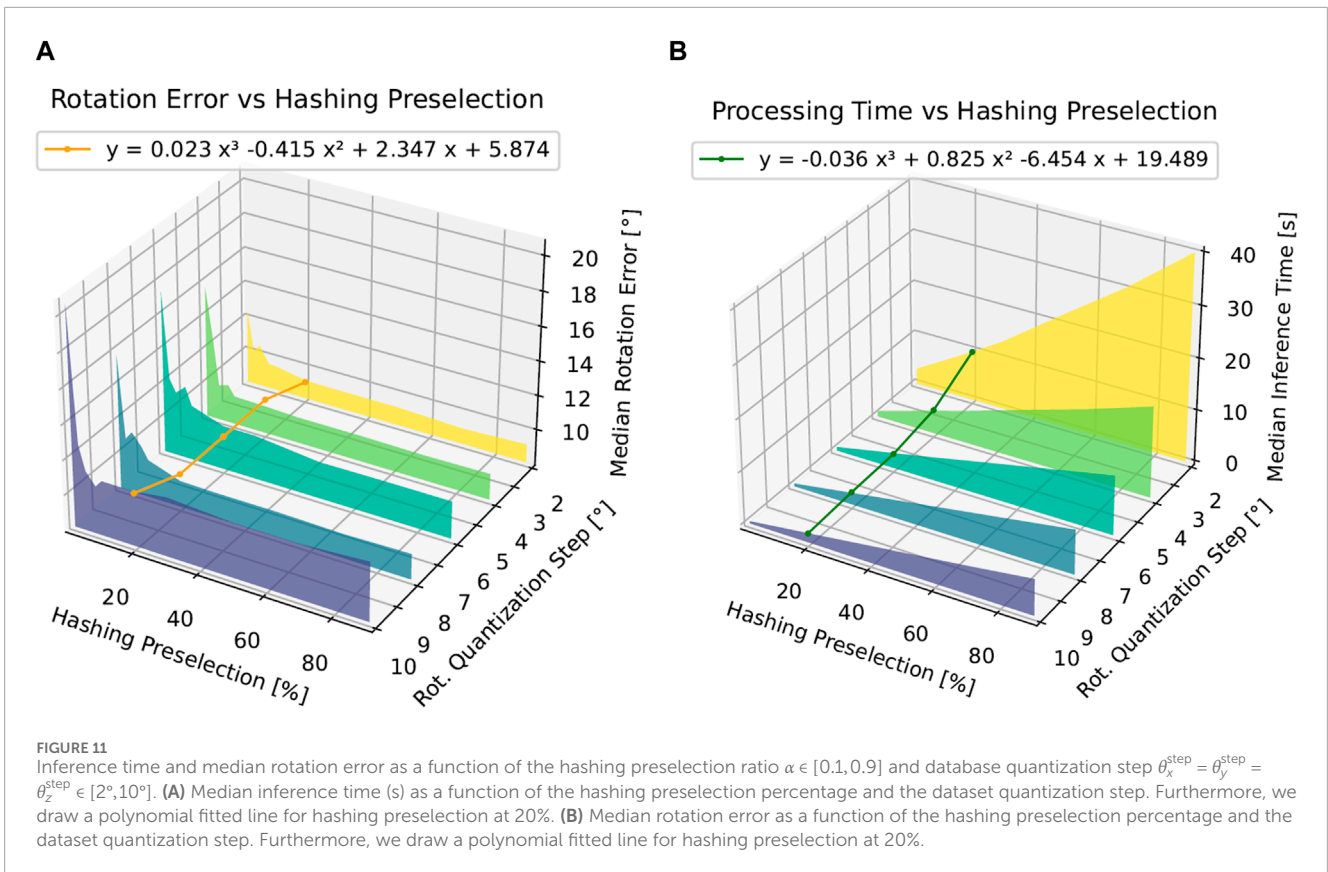 A
Rotation Error vs Hashing Preselection
y = 0.023 x³ -0.415 x² + 2.347 x + 5.874
20
18
16
14
12
10
Median Rotation Error [°]
2
3
4
5
6
7
8
9
10
Rot. Quantization Step [°]
20
40
60
80
Hashing Preselection [%]
B
Processing Time vs Hashing Preselection
y = -0.036 x³ + 0.825 x² -6.454 x + 19.489
40
30
20
10
0
Median Inference Time [s]
2
3
4
5
6
7
8
9
10
Rot. Quantization Step [°]
20
40
60
80
Hashing Preselection [%]
FIGURE 11
Inference time and median rotation error as a function of the hashing preselection ratio α ∈ [0.1,0.9] and database quantization step θ_x^step = θ_y^step =
θ_z^step ∈ [2°,10°]. (A) Median inference time (s) as a function of the hashing preselection percentage and the dataset quantization step. Furthermore, we
draw a polynomial fitted line for hashing preselection at 20%. (B) Median rotation error as a function of the hashing preselection percentage and the
dataset quantization step. Furthermore, we draw a polynomial fitted line for hashing preselection at 20%.